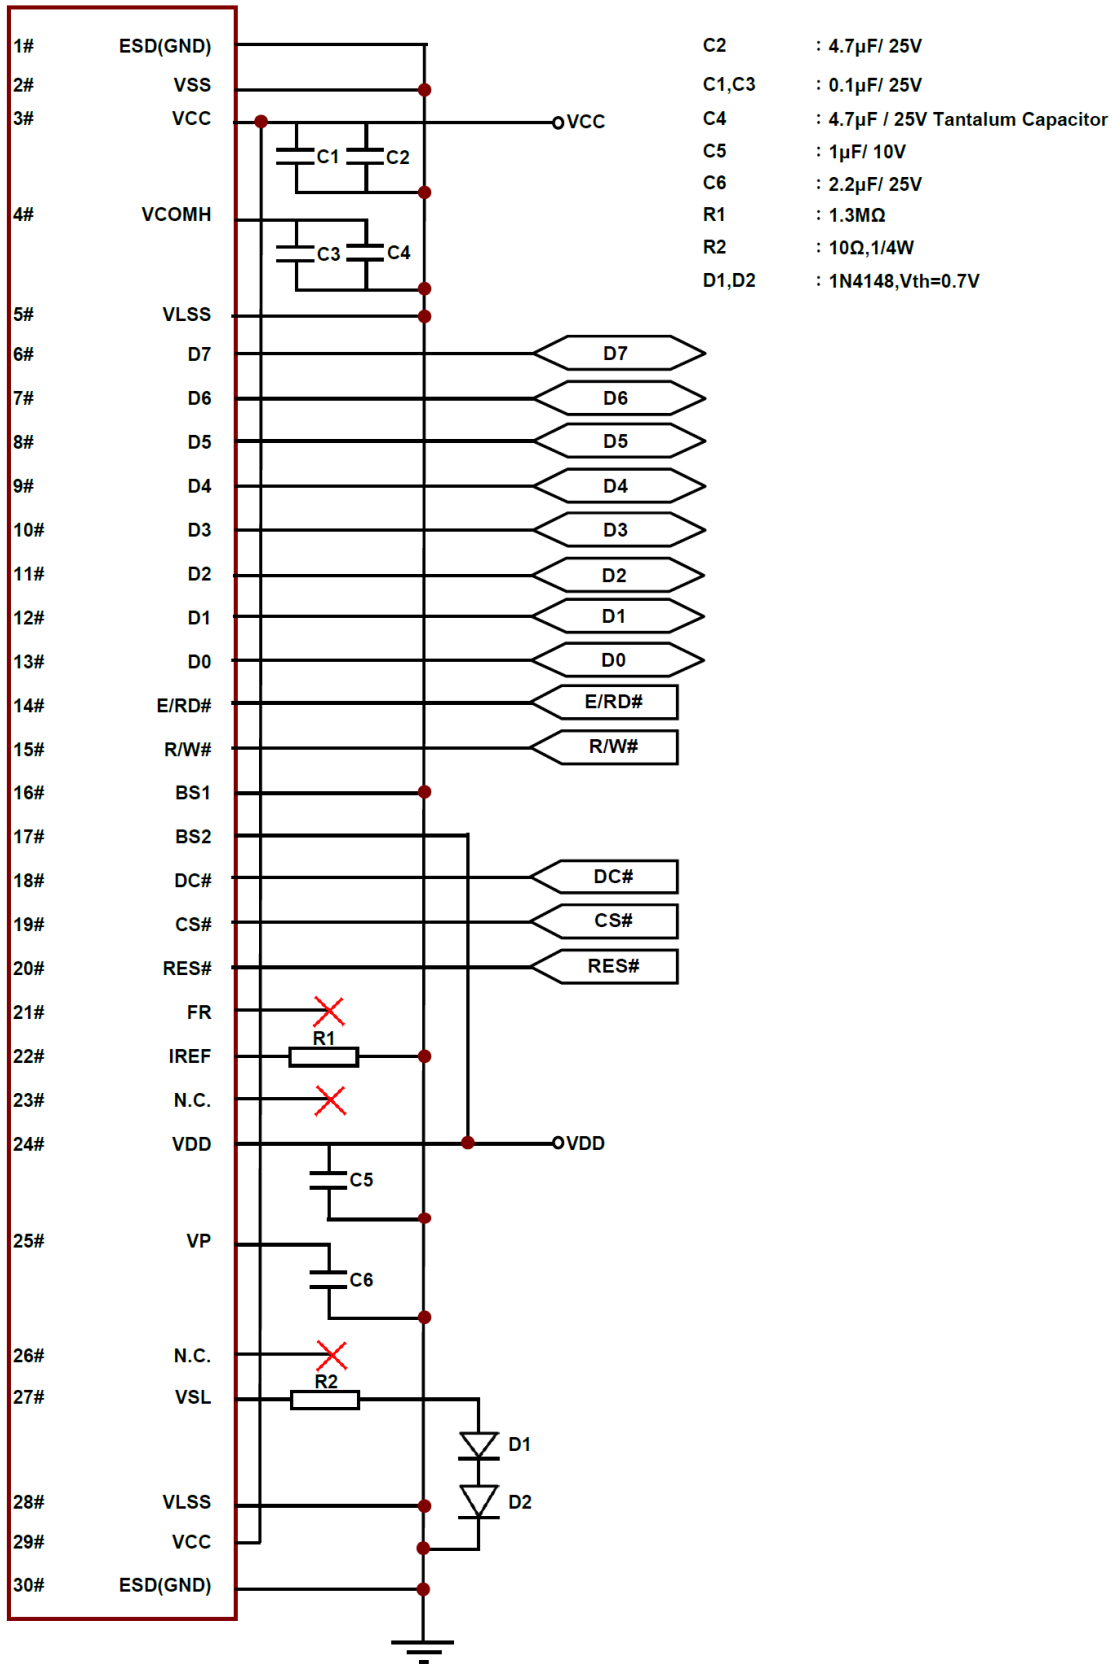 1# ESD(GND)
2# VSS
3# VCC
VCC
C1 C2
4# VCOMH
C3 C4
5# VLSS
6# D7 D7
7# D6 D6
8# D5 D5
9# D4 D4
10# D3 D3
11# D2 D2
12# D1 D1
13# D0 D0
14# E/RD# E/RD#
15# R/W# R/W#
16# BS1
17# BS2
18# DC# DC#
19# CS# CS#
20# RES# RES#
21# FR
R1
22# IREF
23# N.C.
24# VDD VDD
C5
25# VP
C6
26# N.C.
R2
27# VSL
D1
D2
28# VLSS
29# VCC
30# ESD(GND)
C2 : 4.7μF/ 25V
C1,C3 : 0.1μF/ 25V
C4 : 4.7μF / 25V Tantalum Capacitor
C5 : 1μF/ 10V
C6 : 2.2μF/ 25V
R1 : 1.3MΩ
R2 : 10Ω,1/4W
D1,D2 : 1N4148,Vth=0.7V